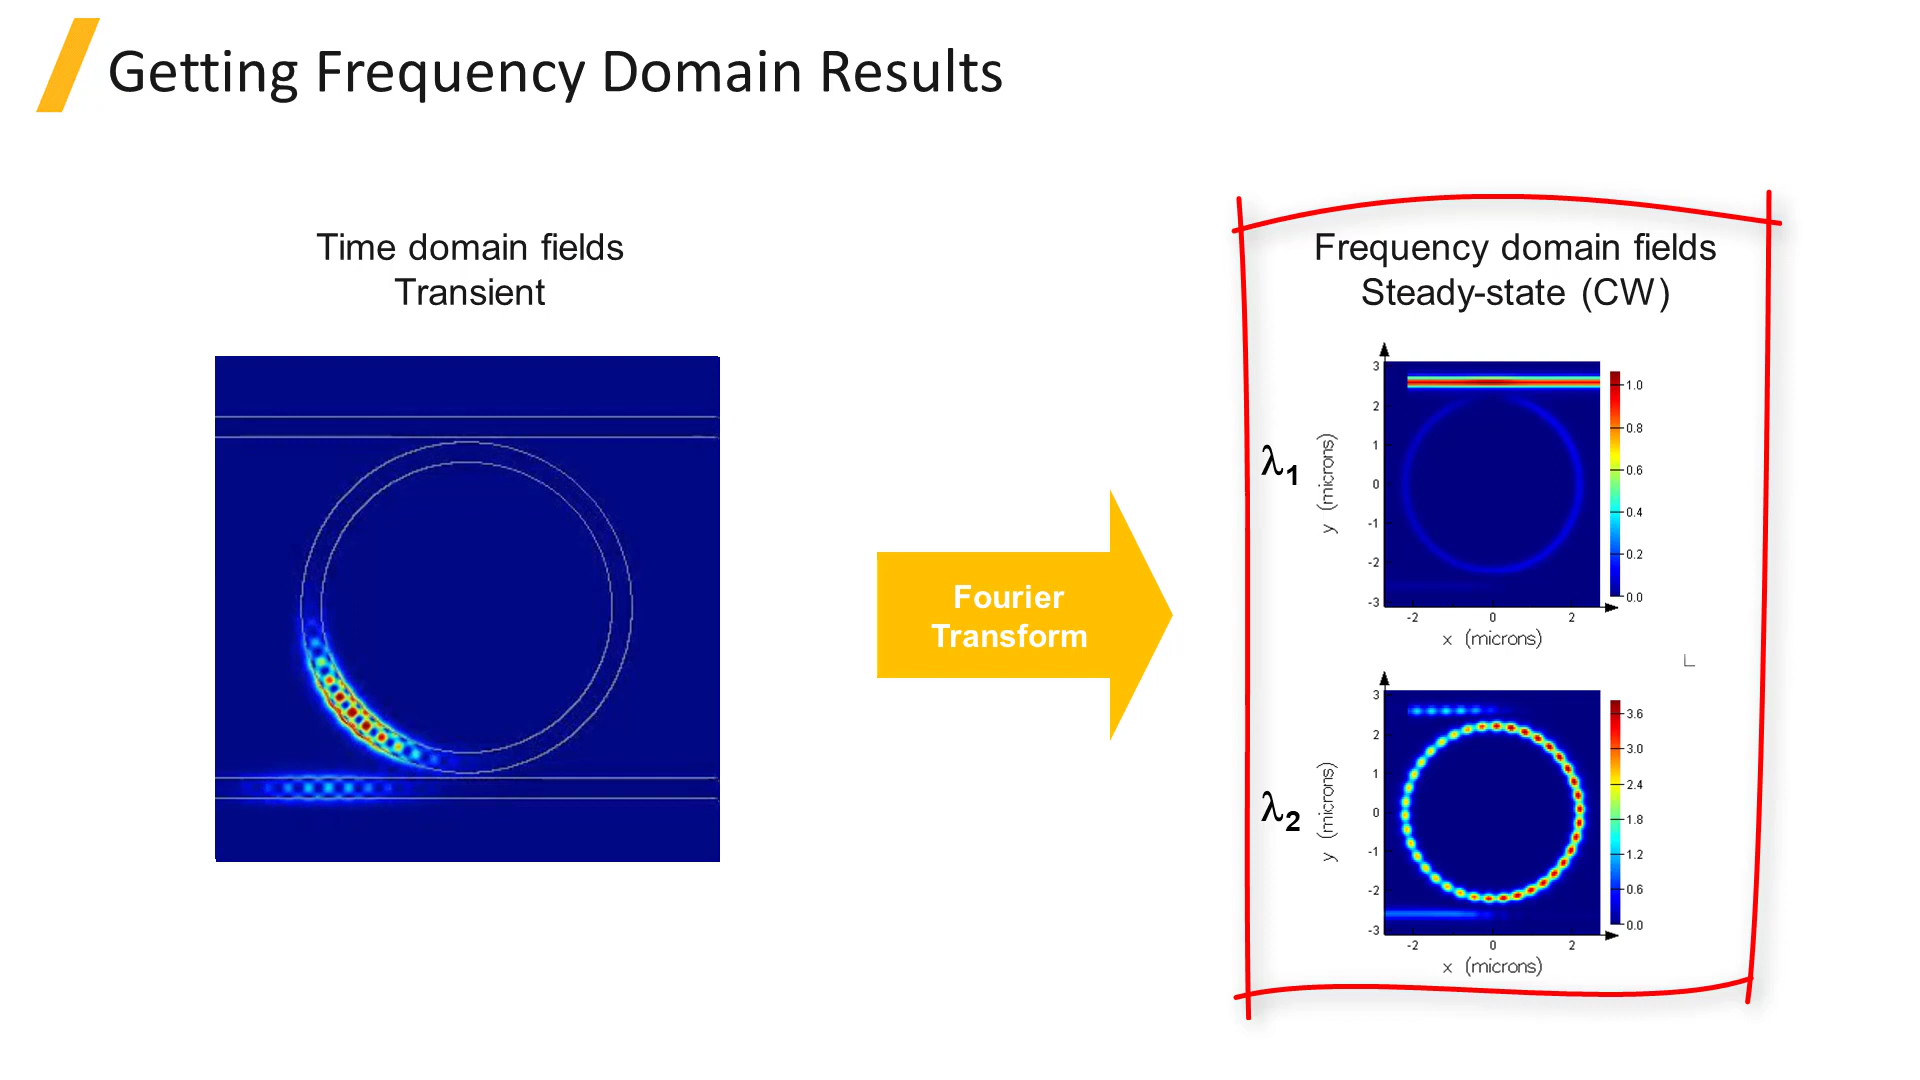 Getting Frequency Domain Results
Time domain fields
Transient
Fourier
Transform
Frequency domain fields
Steady-state (CW)
λ1
y (microns)
3
2
1
0
-1
-2
-3
-2 0 2
x (microns)
1.0
0.8
0.6
0.4
0.2
0.0
λ2
y (microns)
3
2
1
0
-1
-2
-3
-2 0 2
x (microns)
3.6
3.0
2.4
1.8
1.2
0.6
0.0